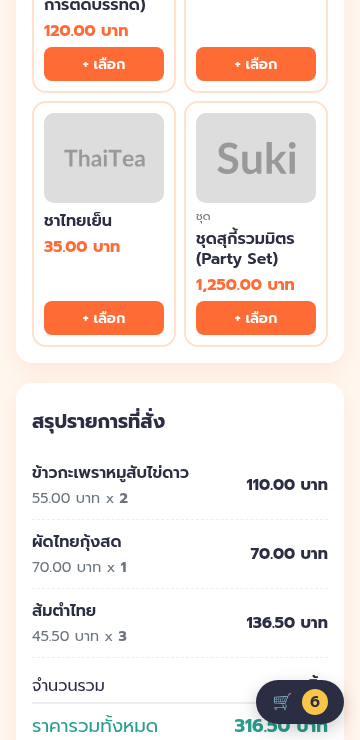 การตัดบรรทัด)
120.00 บาท
+ เลือก
+ เลือก
ThaiTea
ชาไทยเย็น
35.00 บาท
+ เลือก
Suki
ชุด
ชุดสุกี้รวมมิตร
(Party Set)
1,250.00 บาท
+ เลือก
สรุปรายการที่สั่ง
ข้าวกะเพราหมูสับไข่ดาว
55.00 บาท x 2
110.00 บาท
ผัดไทยกุ้งสด
70.00 บาท x 1
70.00 บาท
ส้มตำไทย
45.50 บาท x 3
136.50 บาท
จำนวนรวม
6
ราคารวมทั้งหมด
316.50 บาท